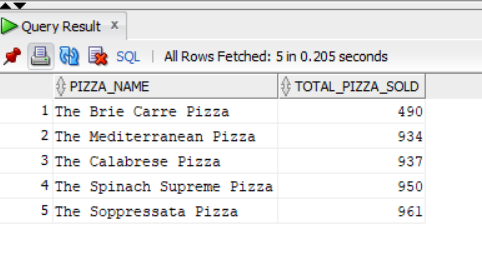 Query Result ×
SQL | All Rows Fetched: 5 in 0.205 seconds
PIZZA_NAME TOTAL_PIZZA_SOLD
1 The Brie Carre Pizza 490
2 The Mediterranean Pizza 934
3 The Calabrese Pizza 937
4 The Spinach Supreme Pizza 950
5 The Soppressata Pizza 961